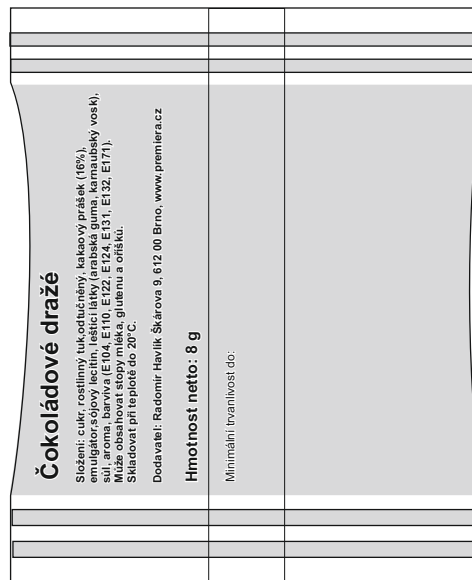 Čokoládové dražé
Složení: cukr, rostlinný tuk,odtučněný, kakaový prášek (16%),
emulgátor,sójový lecitin, leštící látky (arabská guma, karnaubský vosk),
sůl, aroma, barviva (E104, E110, E122, E124, E131, E132, E171).
Může obsahovat stopy mléka, glutenu a oříšků.
Skladovat při teplotě do 20°C.
Dodavatel: Radomír Havlík Škárova 9, 612 00 Brno, www.premiera.cz
Hmotnost netto: 8 g
Minimální trvanlivost do: